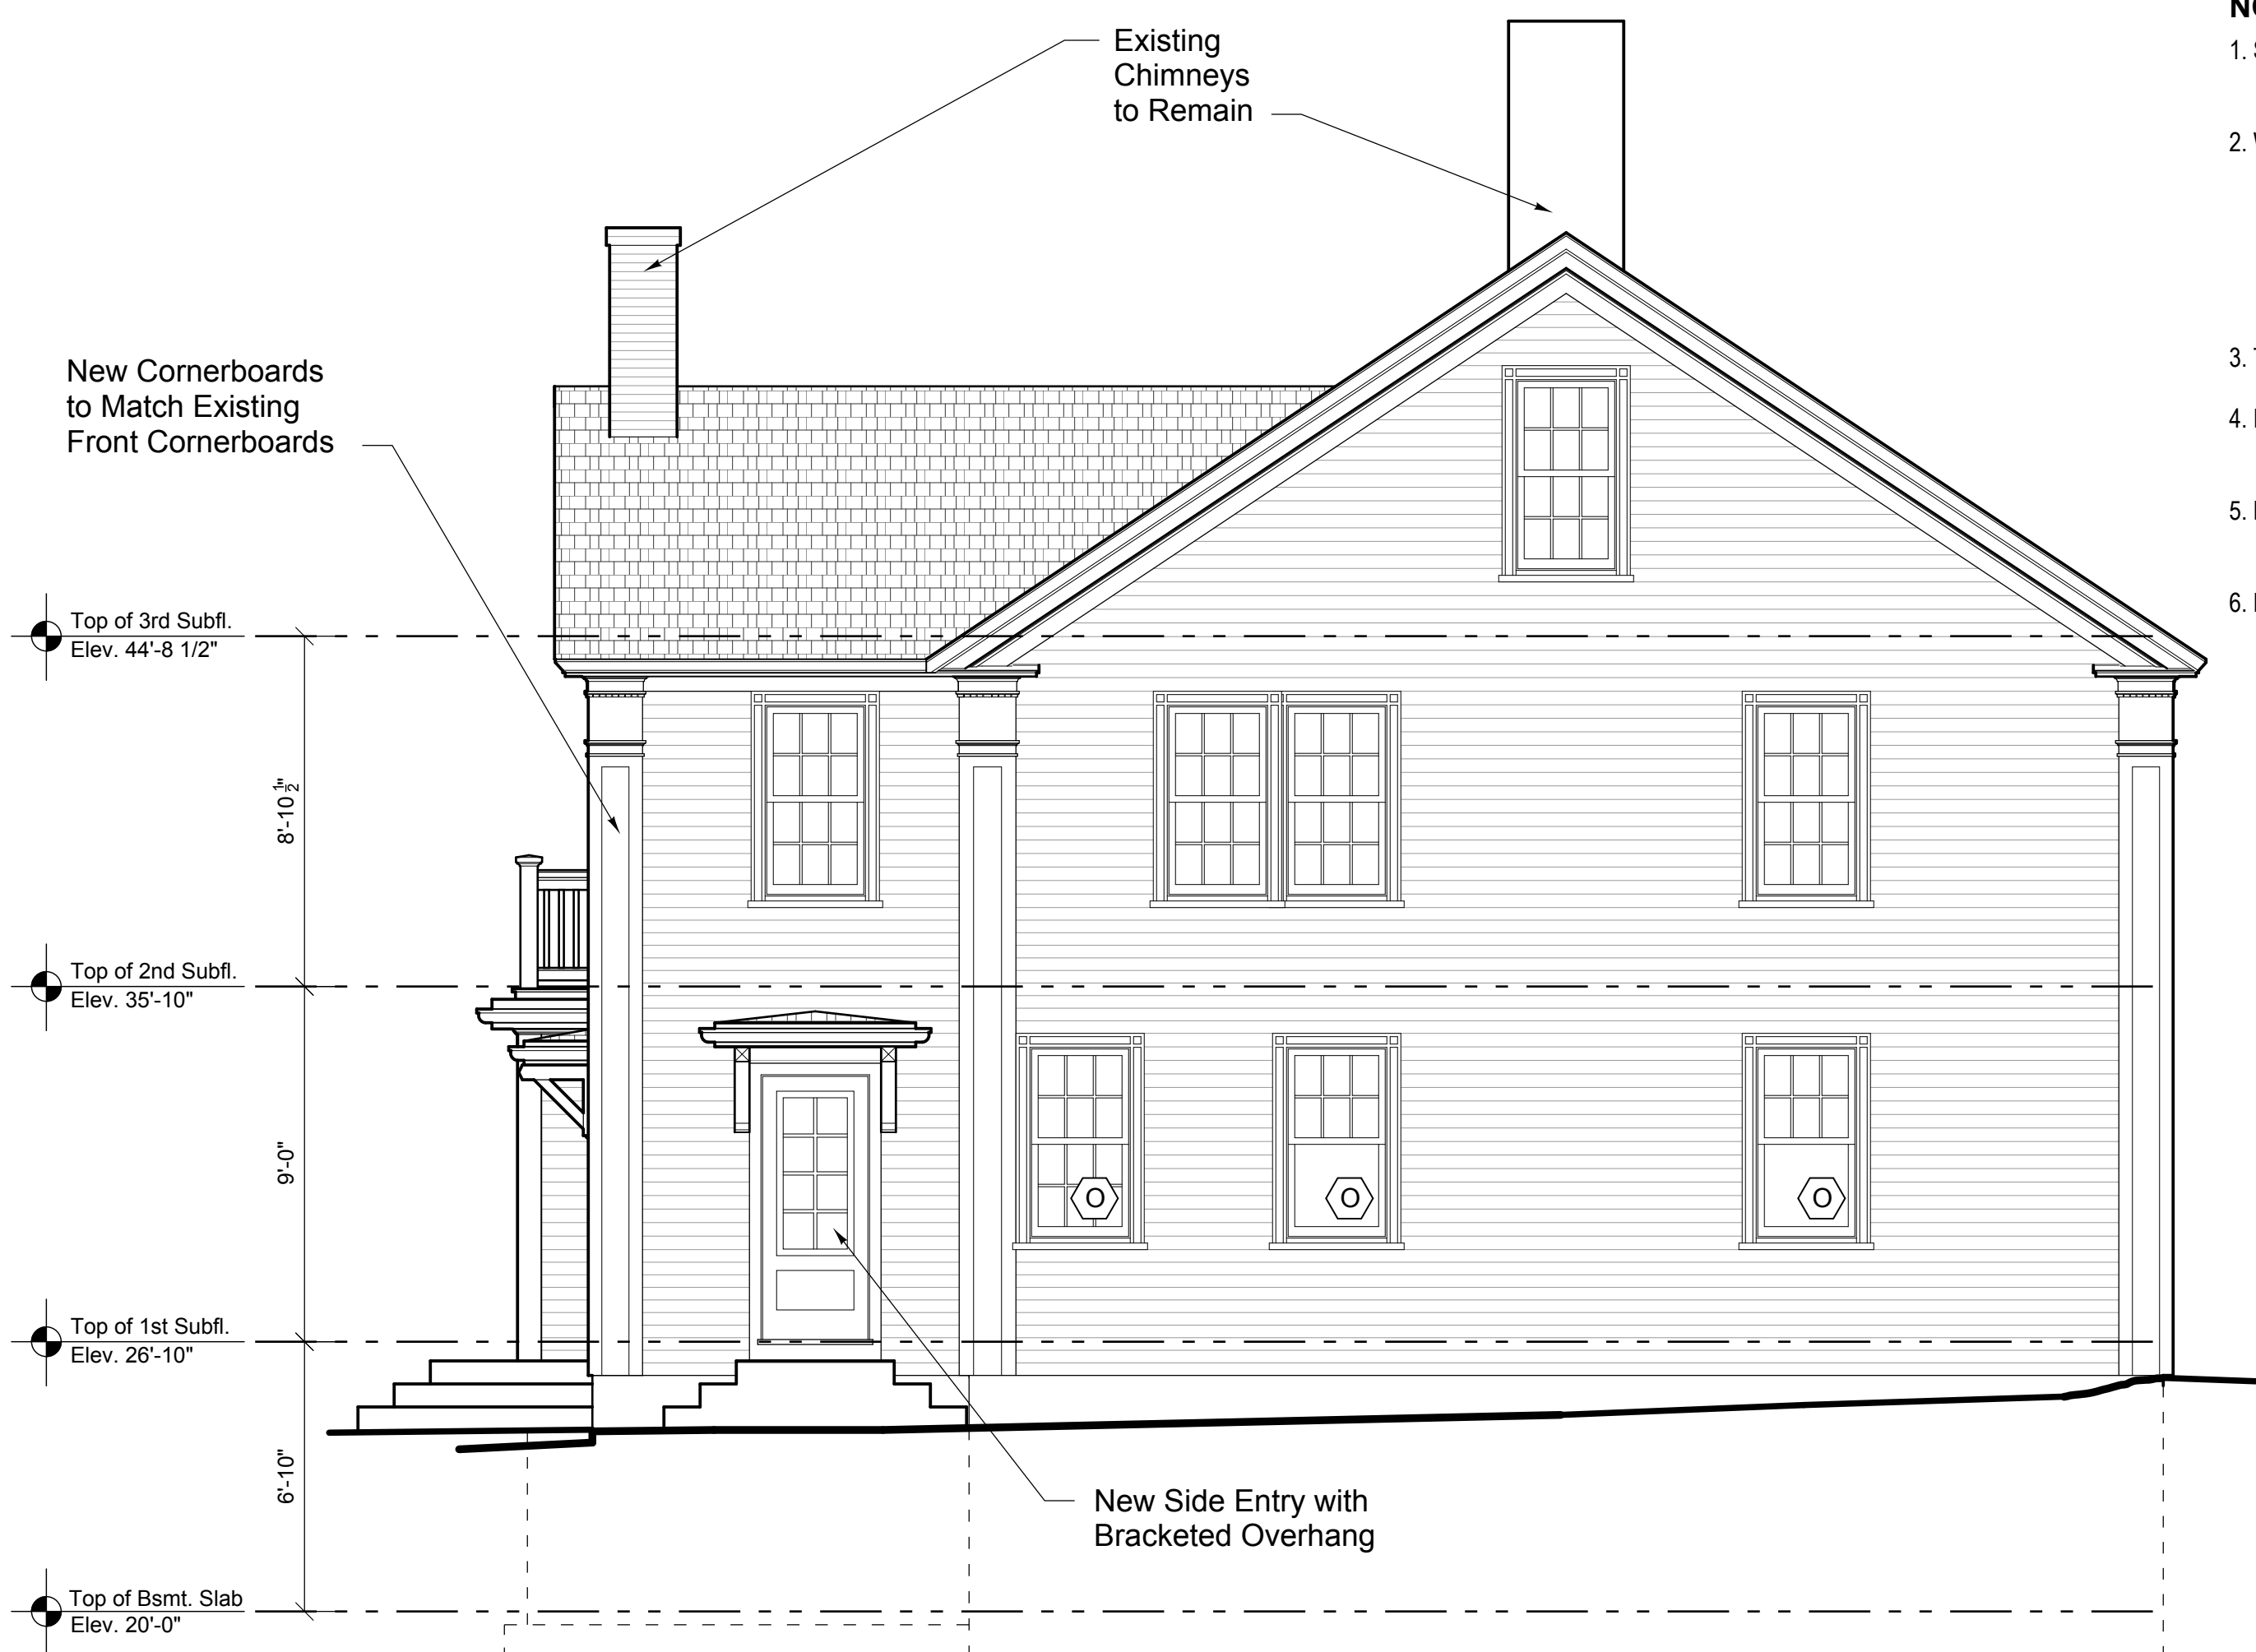 Existing
Chimneys
to Remain
New Cornerboards
to Match Existing
Front Cornerboards
Top of 3rd Subfl.
Elev. 44'-8 1/2"
8'-10 1/2"
Top of 2nd Subfl.
Elev. 35'-10"
9'-0"
O
O
O
Top of 1st Subfl.
Elev. 26'-10"
6'-10"
New Side Entry with
Bracketed Overhang
Top of Bsmt. Slab
Elev. 20'-0"
1.
2.
3.
4.
5.
6.